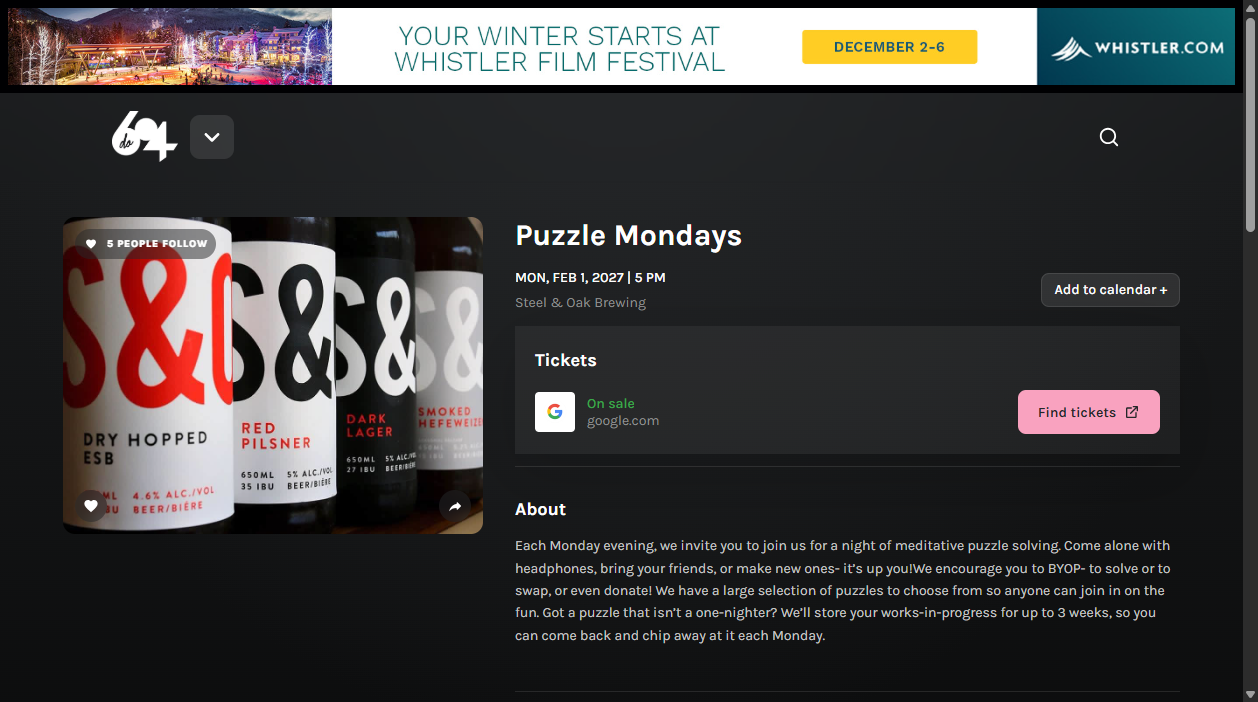 YOUR WINTER STARTS AT
WHISTLER FILM FESTIVAL
DECEMBER 2-6
WHISTLER.COM
do
604
5 PEOPLE FOLLOW
S&O
S&
S&
S&
DRY HOPPED
ESB
4.6% ALC./VOL
BEER/BIÈRE
RED
PILSNER
650ML 5% ALC./VOL
35 IBU BEER/BIÈRE
DARK
LAGER
650ML 5% ALC./VOL
27 IBU BEER/BIÈRE
SMOKED
HEFEWEIZE
Puzzle Mondays
MON, FEB 1, 2027 | 5 PM
Steel & Oak Brewing
Add to calendar +
Tickets
G
On sale
google.com
Find tickets
About
Each Monday evening, we invite you to join us for a night of meditative puzzle solving. Come alone with
headphones, bring your friends, or make new ones- it’s up you!We encourage you to BYOP- to solve or to
swap, or even donate! We have a large selection of puzzles to choose from so anyone can join in on the
fun. Got a puzzle that isn’t a one-nighter? We’ll store your works-in-progress for up to 3 weeks, so you
can come back and chip away at it each Monday.